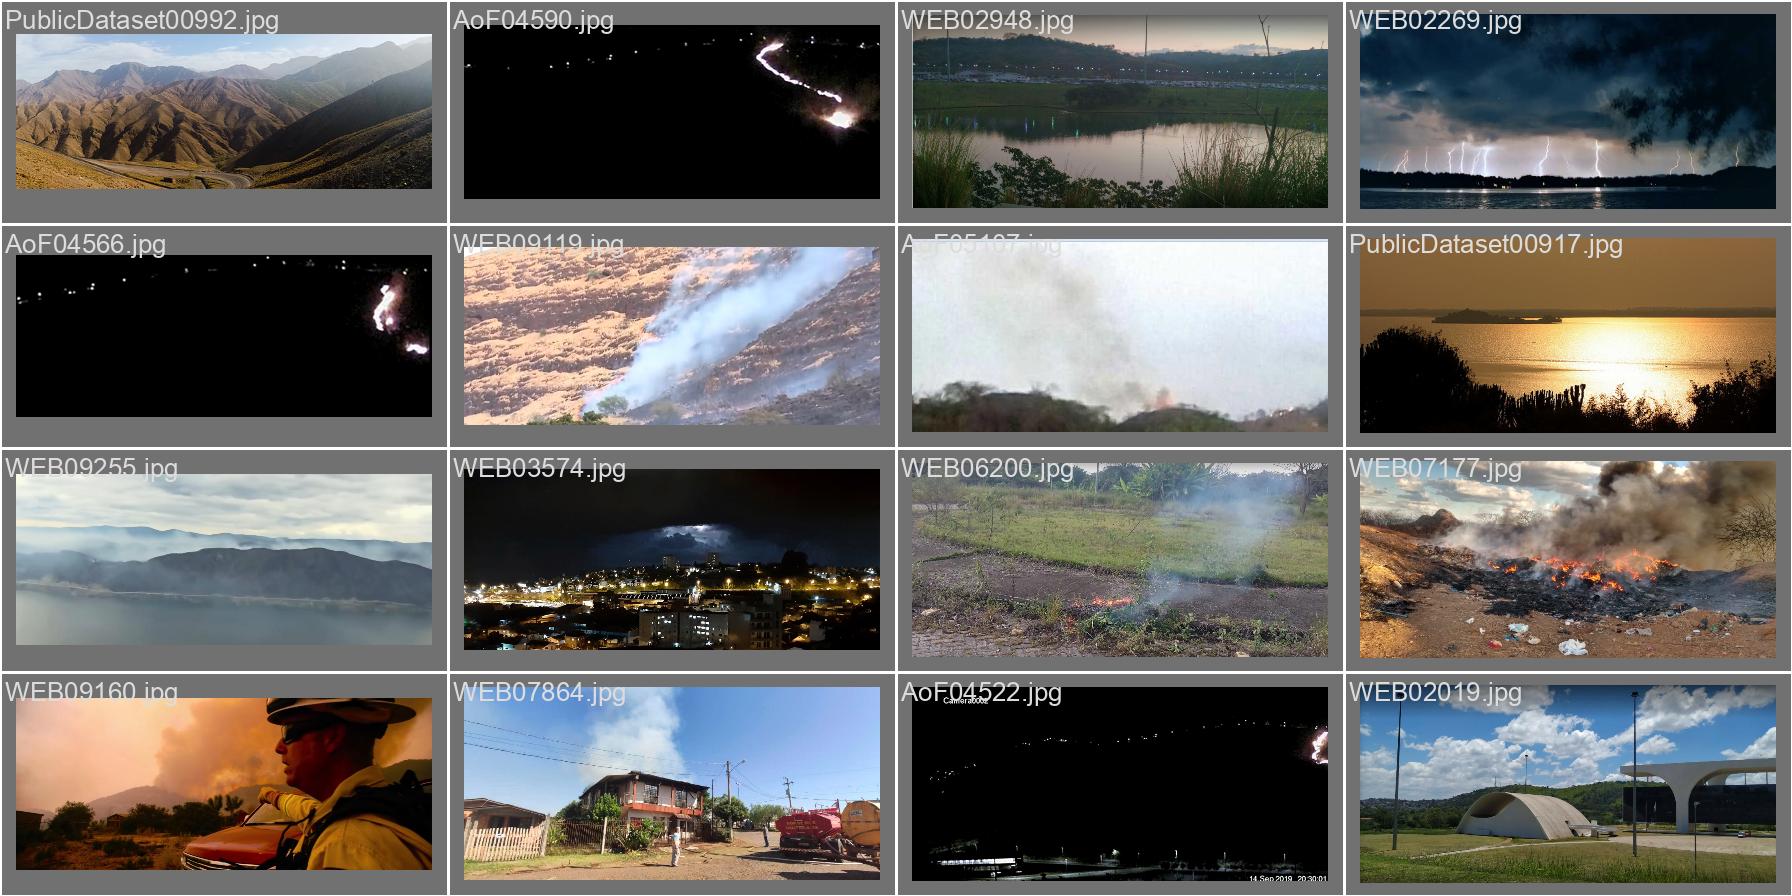 PublicDataset00992.jpg
AoF04590.jpg
WEB02948.jpg
WEB02269.jpg
AoF04566.jpg
WEB09119.jpg
AoF05107.jpg
PublicDataset00917.jpg
WEB09255.jpg
WEB03574.jpg
WEB06200.jpg
WEB07177.jpg
WEB09160.jpg
WEB07864.jpg
AoF04522.jpg
Camera0002
14 Sep 2019 20:30:01
WEB02019.jpg